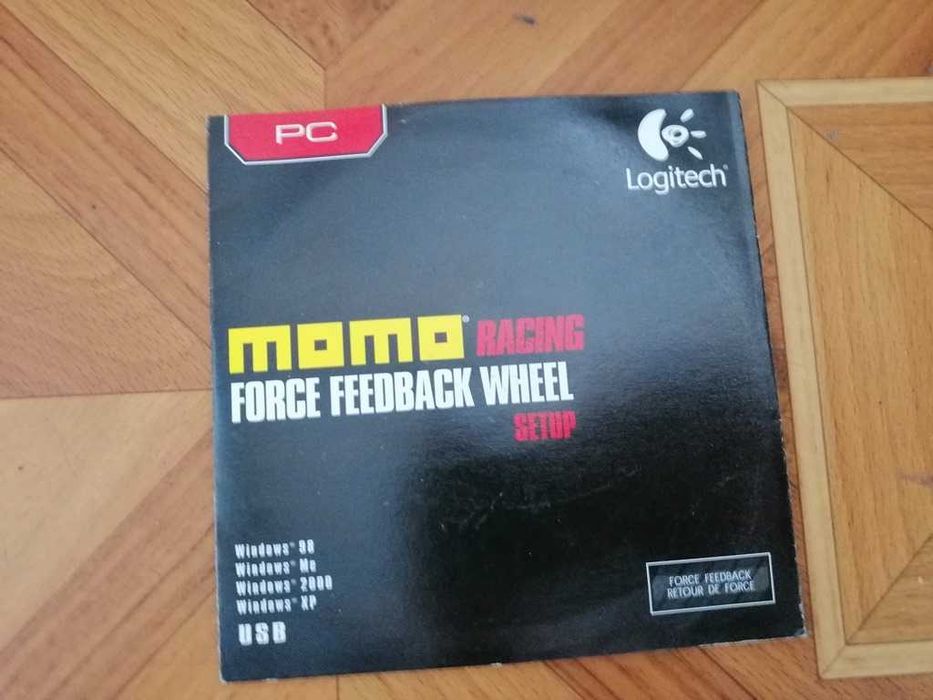 PC
Logitech®
momo® RACING
FORCE FEEDBACK WHEEL
SETUP
Windows® 98
Windows® Me
Windows® 2000
Windows® XP
USB
FORCE FEEDBACK
RETOUR DE FORCE